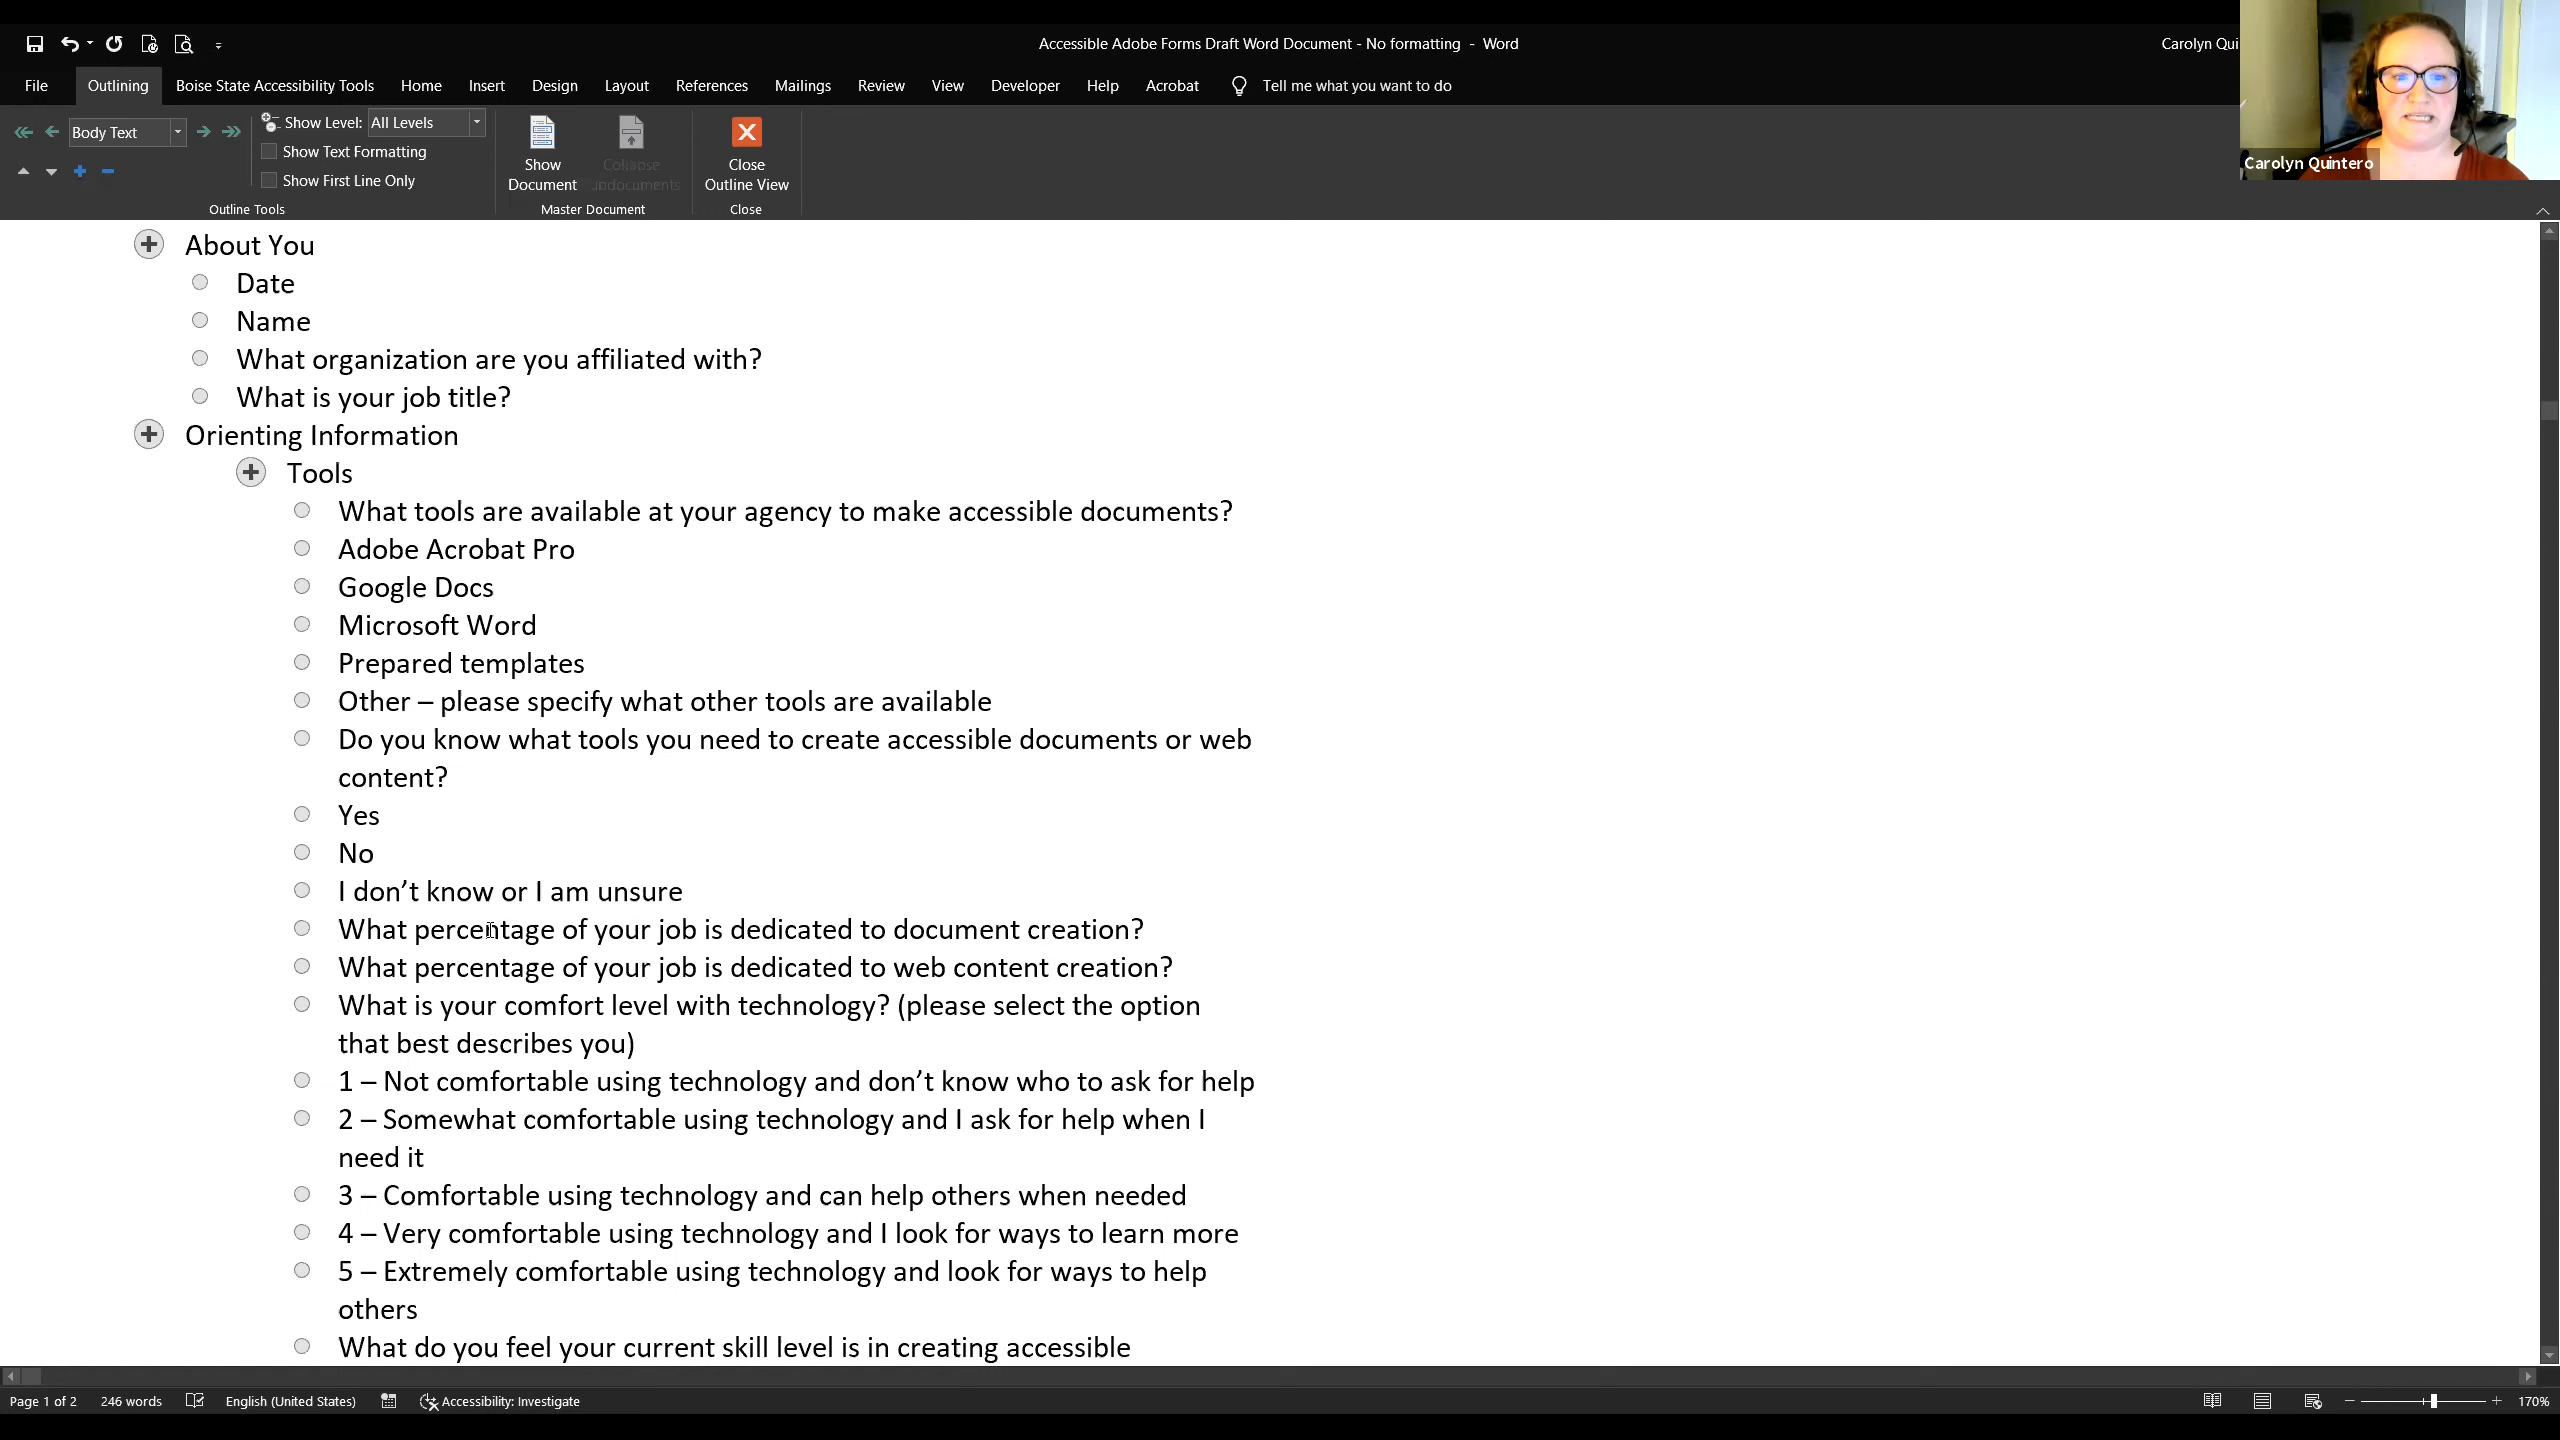 Accessible Adobe Forms Draft Word Document - No formatting - Word
Carolyn Qui
File Outlining Boise State Accessibility Tools Home Insert Design Layout References Mailings Review View Developer Help Acrobat Tell me what you want to do
Body Text
Show Level: All Levels
Show Text Formatting
Show First Line Only
Outline Tools
Show Document
Collapse
Master Document
Close Outline View
Close
Carolyn Quintero
About You
Date
Name
What organization are you affiliated with?
What is your job title?
Orienting Information
Tools
What tools are available at your agency to make accessible documents?
Adobe Acrobat Pro
Google Docs
Microsoft Word
Prepared templates
Other – please specify what other tools are available
Do you know what tools you need to create accessible documents or web
content?
Yes
No
I don’t know or I am unsure
What percentage of your job is dedicated to document creation?
What percentage of your job is dedicated to web content creation?
What is your comfort level with technology? (please select the option
that best describes you)
1 – Not comfortable using technology and don’t know who to ask for help
2 – Somewhat comfortable using technology and I ask for help when I
need it
3 – Comfortable using technology and can help others when needed
4 – Very comfortable using technology and I look for ways to learn more
5 – Extremely comfortable using technology and look for ways to help
others
What do you feel your current skill level is in creating accessible
Page 1 of 2 246 words English (United States) Accessibility: Investigate 170%